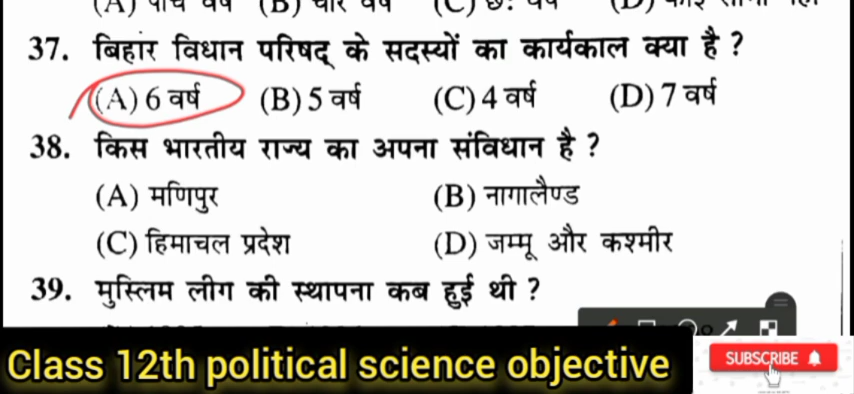 37. बिहार विधान परिषद् के सदस्यों का कार्यकाल क्या है ?
(A) 6 वर्ष (B) 5 वर्ष (C) 4 वर्ष (D) 7 वर्ष
38. किस भारतीय राज्य का अपना संविधान है ?
(A) मणिपुर (B) नागालैण्ड
(C) हिमाचल प्रदेश (D) जम्मू और कश्मीर
39. मुस्लिम लीग की स्थापना कब हुई थी ?
Class 12th political science objective
SUBSCRIBE